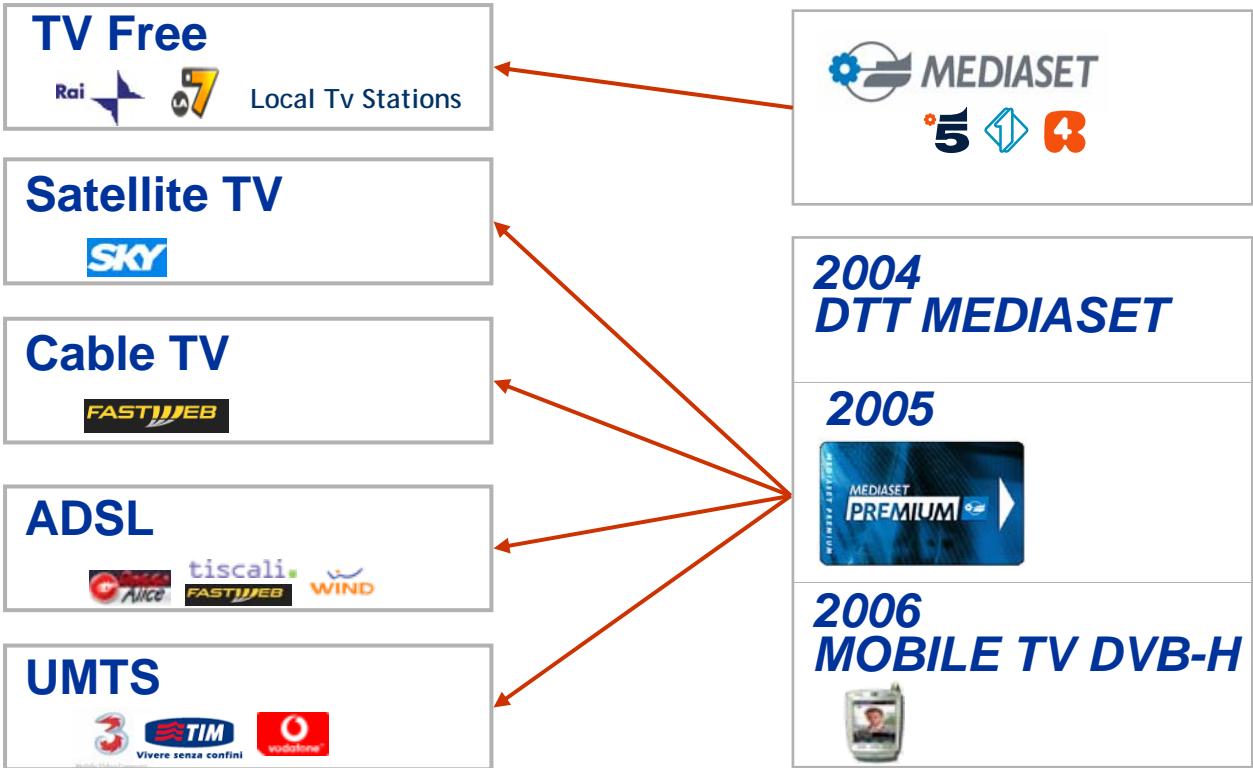 TV Free
Rai
LA 7
Local Tv Stations
Satellite TV
SKY
Cable TV
FASTWEB
ADSL
Rosso
Alice
tiscali.
FASTWEB
WIND
UMTS
3
TIM
Vivere senza confini
vodafone
MEDIASET
5
1
4
2004
DTT MEDIASET
2005
MEDIASET PREMIUM
MEDIASET
PREMIUM
2006
MOBILE TV DVB-H